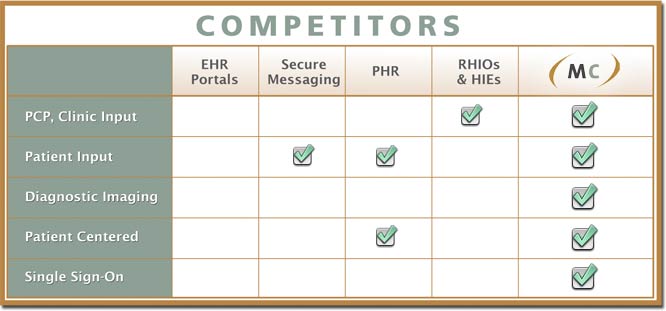 COMPETITORS
EHR Secure PHR RHIOs MC
Portals Messaging & HIEs
PCP, Clinic Input
Patient Input
Diagnostic Imaging
Patient Centered
Single Sign-On